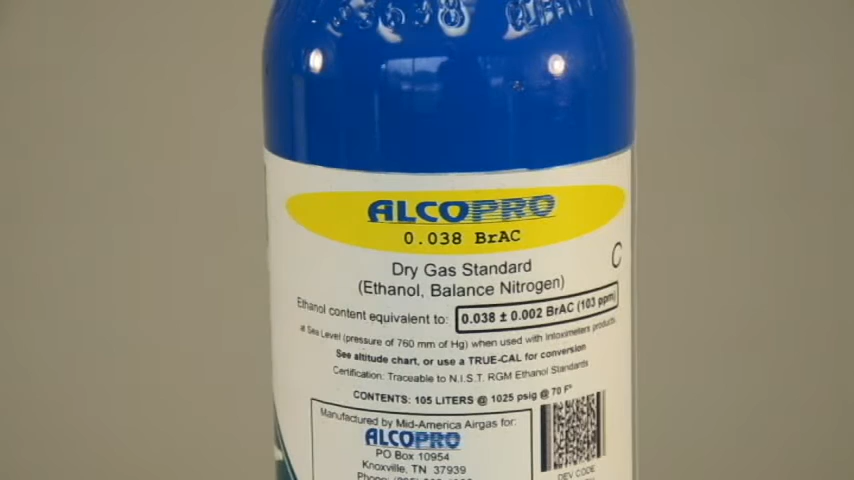 ALCOPRO
0.038 BrAC
C
Dry Gas Standard
(Ethanol, Balance Nitrogen)
Ethanol content equivalent to: 0.038 ± 0.002 BrAC (103 ppm)
at Sea Level (pressure of 760 mm of Hg) when used with Intoximeters products.
See altitude chart, or use a TRUE-CAL for conversion
Certification: Traceable to N.I.S.T. RGM Ethanol Standards
CONTENTS: 105 LITERS @ 1025 psig @ 70 F°
Manufactured by Mid-America Airgas for:
ALCOPRO
PO Box 10954
Knoxville, TN 37939
DEV CODE